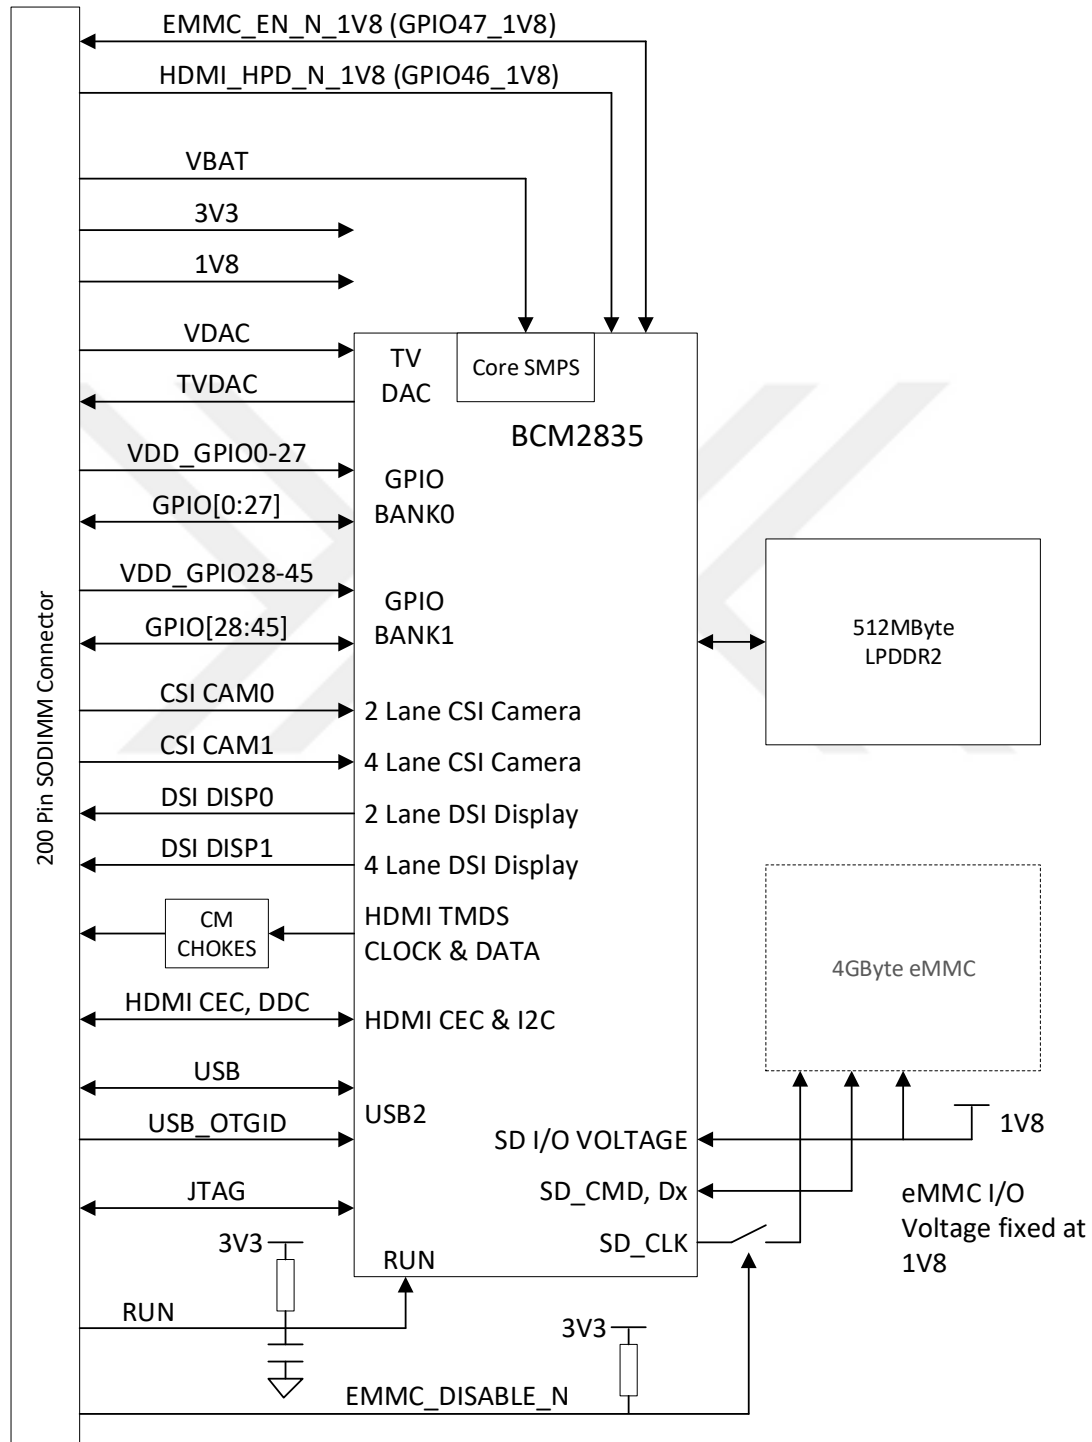 EMMC_EN_N_1V8 (GPIO47_1V8)
HDMI_HPD_N_1V8 (GPIO46_1V8)
VBAT
3V3
1V8
VDAC
TVDAC
VDD_GPIO0-27
GPIO[0:27]
VDD_GPIO28-45
GPIO[28:45]
CSI CAM0
CSI CAM1
DSI DISP0
DSI DISP1
CM
CHOKES
HDMI CEC, DDC
USB
USB_OTGID
JTAG
3V3
RUN
EMMC_DISABLE_N
3V3
200 Pin SODIMM Connector
TV
DAC
Core SMPS
BCM2835
GPIO
BANK0
GPIO
BANK1
2 Lane CSI Camera
4 Lane CSI Camera
2 Lane DSI Display
4 Lane DSI Display
HDMI TMDS
CLOCK & DATA
HDMI CEC & I2C
USB2
SD I/O VOLTAGE
SD_CMD, Dx
SD_CLK
RUN
512MByte
LPDDR2
4GByte eMMC
1V8
eMMC I/O
Voltage fixed at
1V8